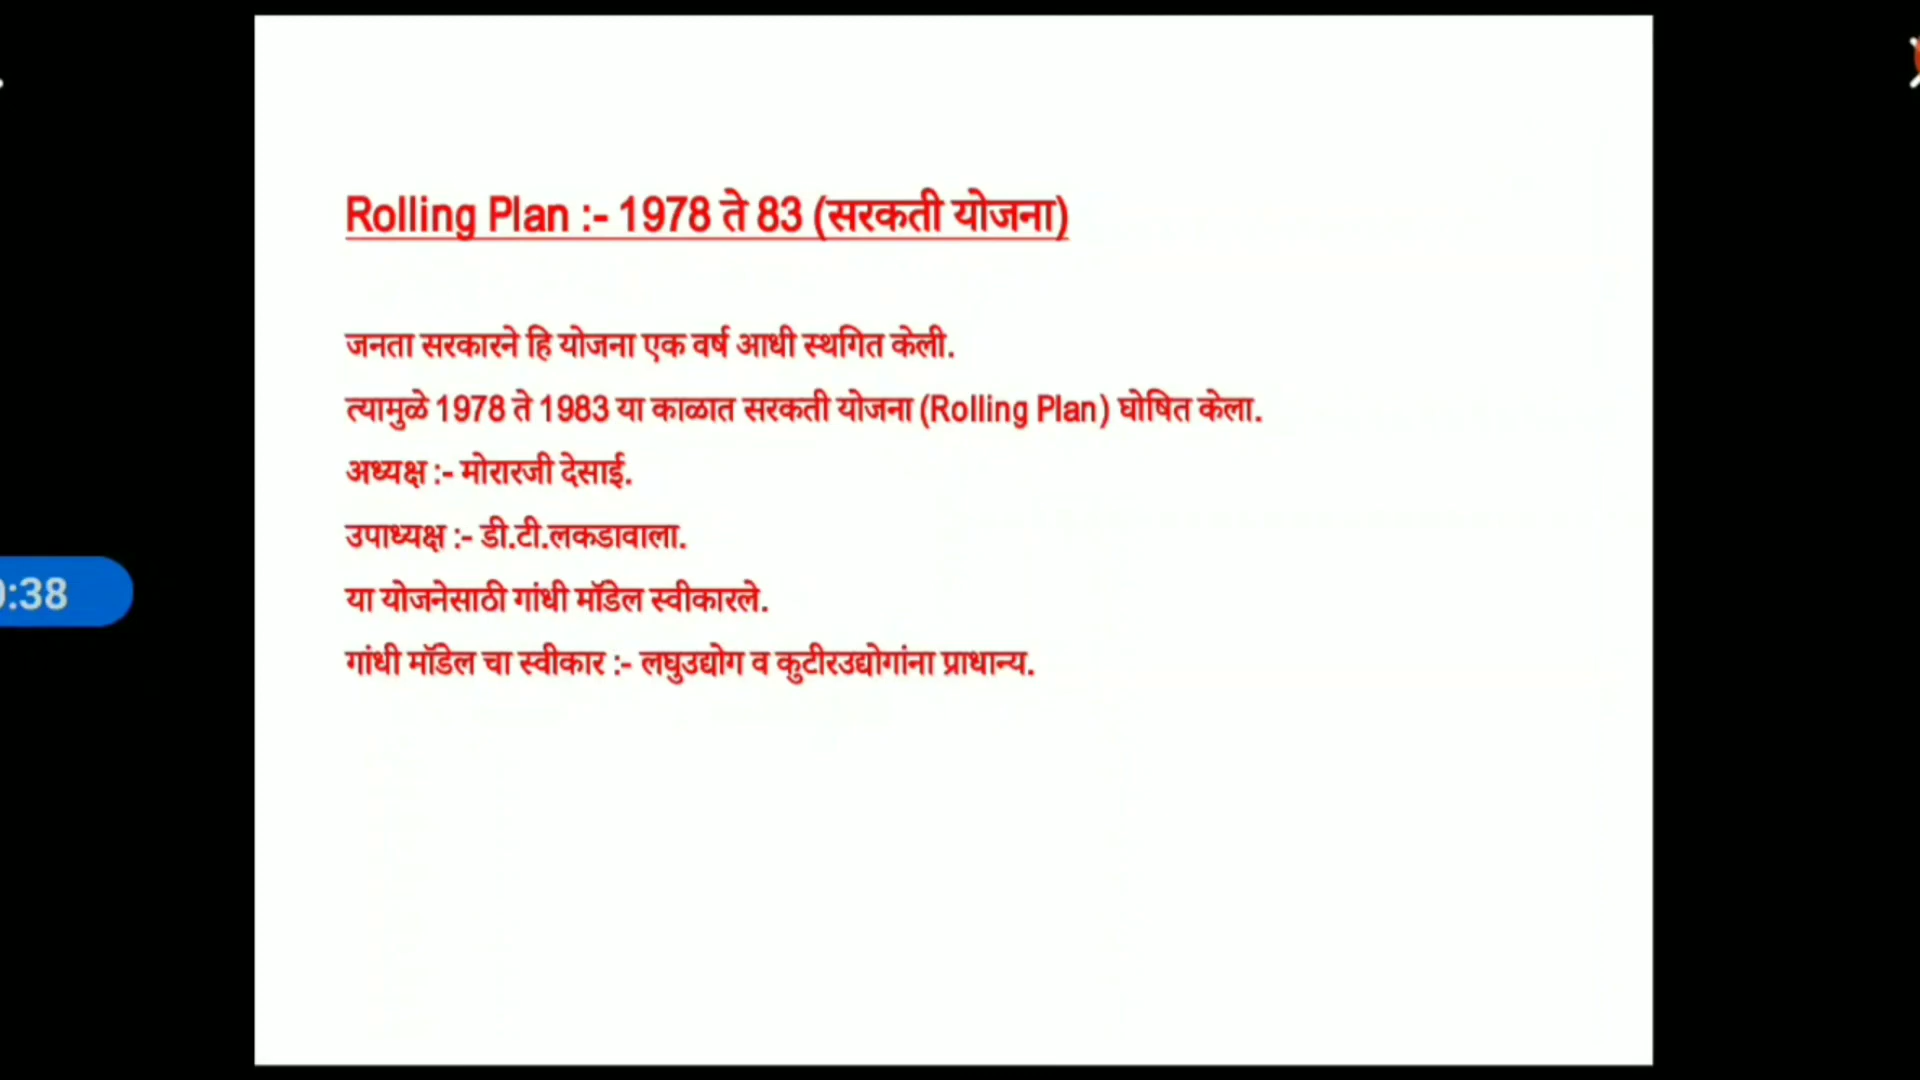 Rolling Plan :- 1978 ते 83 (सरकती योजना)
जनता सरकारने हि योजना एक वर्ष आधी स्थगित केली.
त्यामुळे 1978 ते 1983 या काळात सरकती योजना (Rolling Plan) घोषित केला.
अध्यक्ष :- मोरारजी देसाई.
उपाध्यक्ष :- डी.टी.लकडावाला.
:38
या योजनेसाठी गांधी मॉडेल स्वीकारले.
गांधी मॉडेल चा स्वीकार :- लघुउद्योग व कुटीरउद्योगांना प्राधान्य.